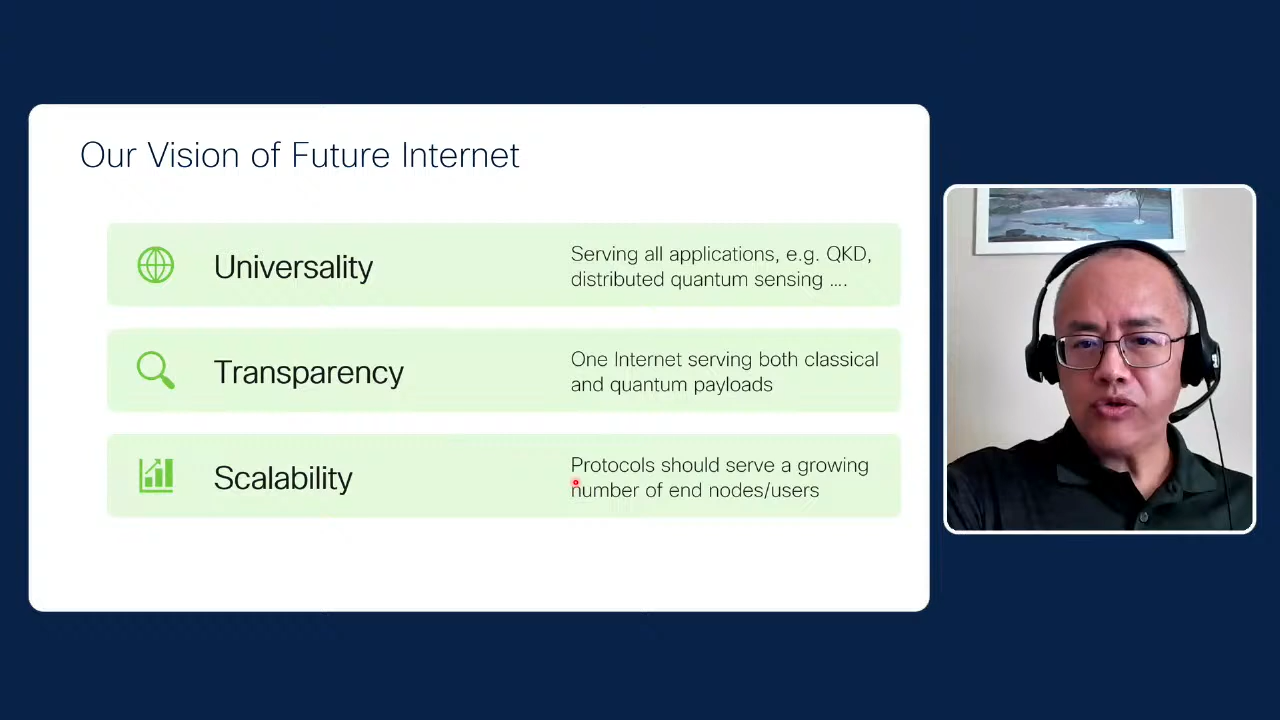 Our Vision of Future Internet
Universality
Serving all applications, e.g. QKD,
distributed quantum sensing ....
Transparency
One Internet serving both classical
and quantum payloads
Scalability
Protocols should serve a growing
number of end nodes/users